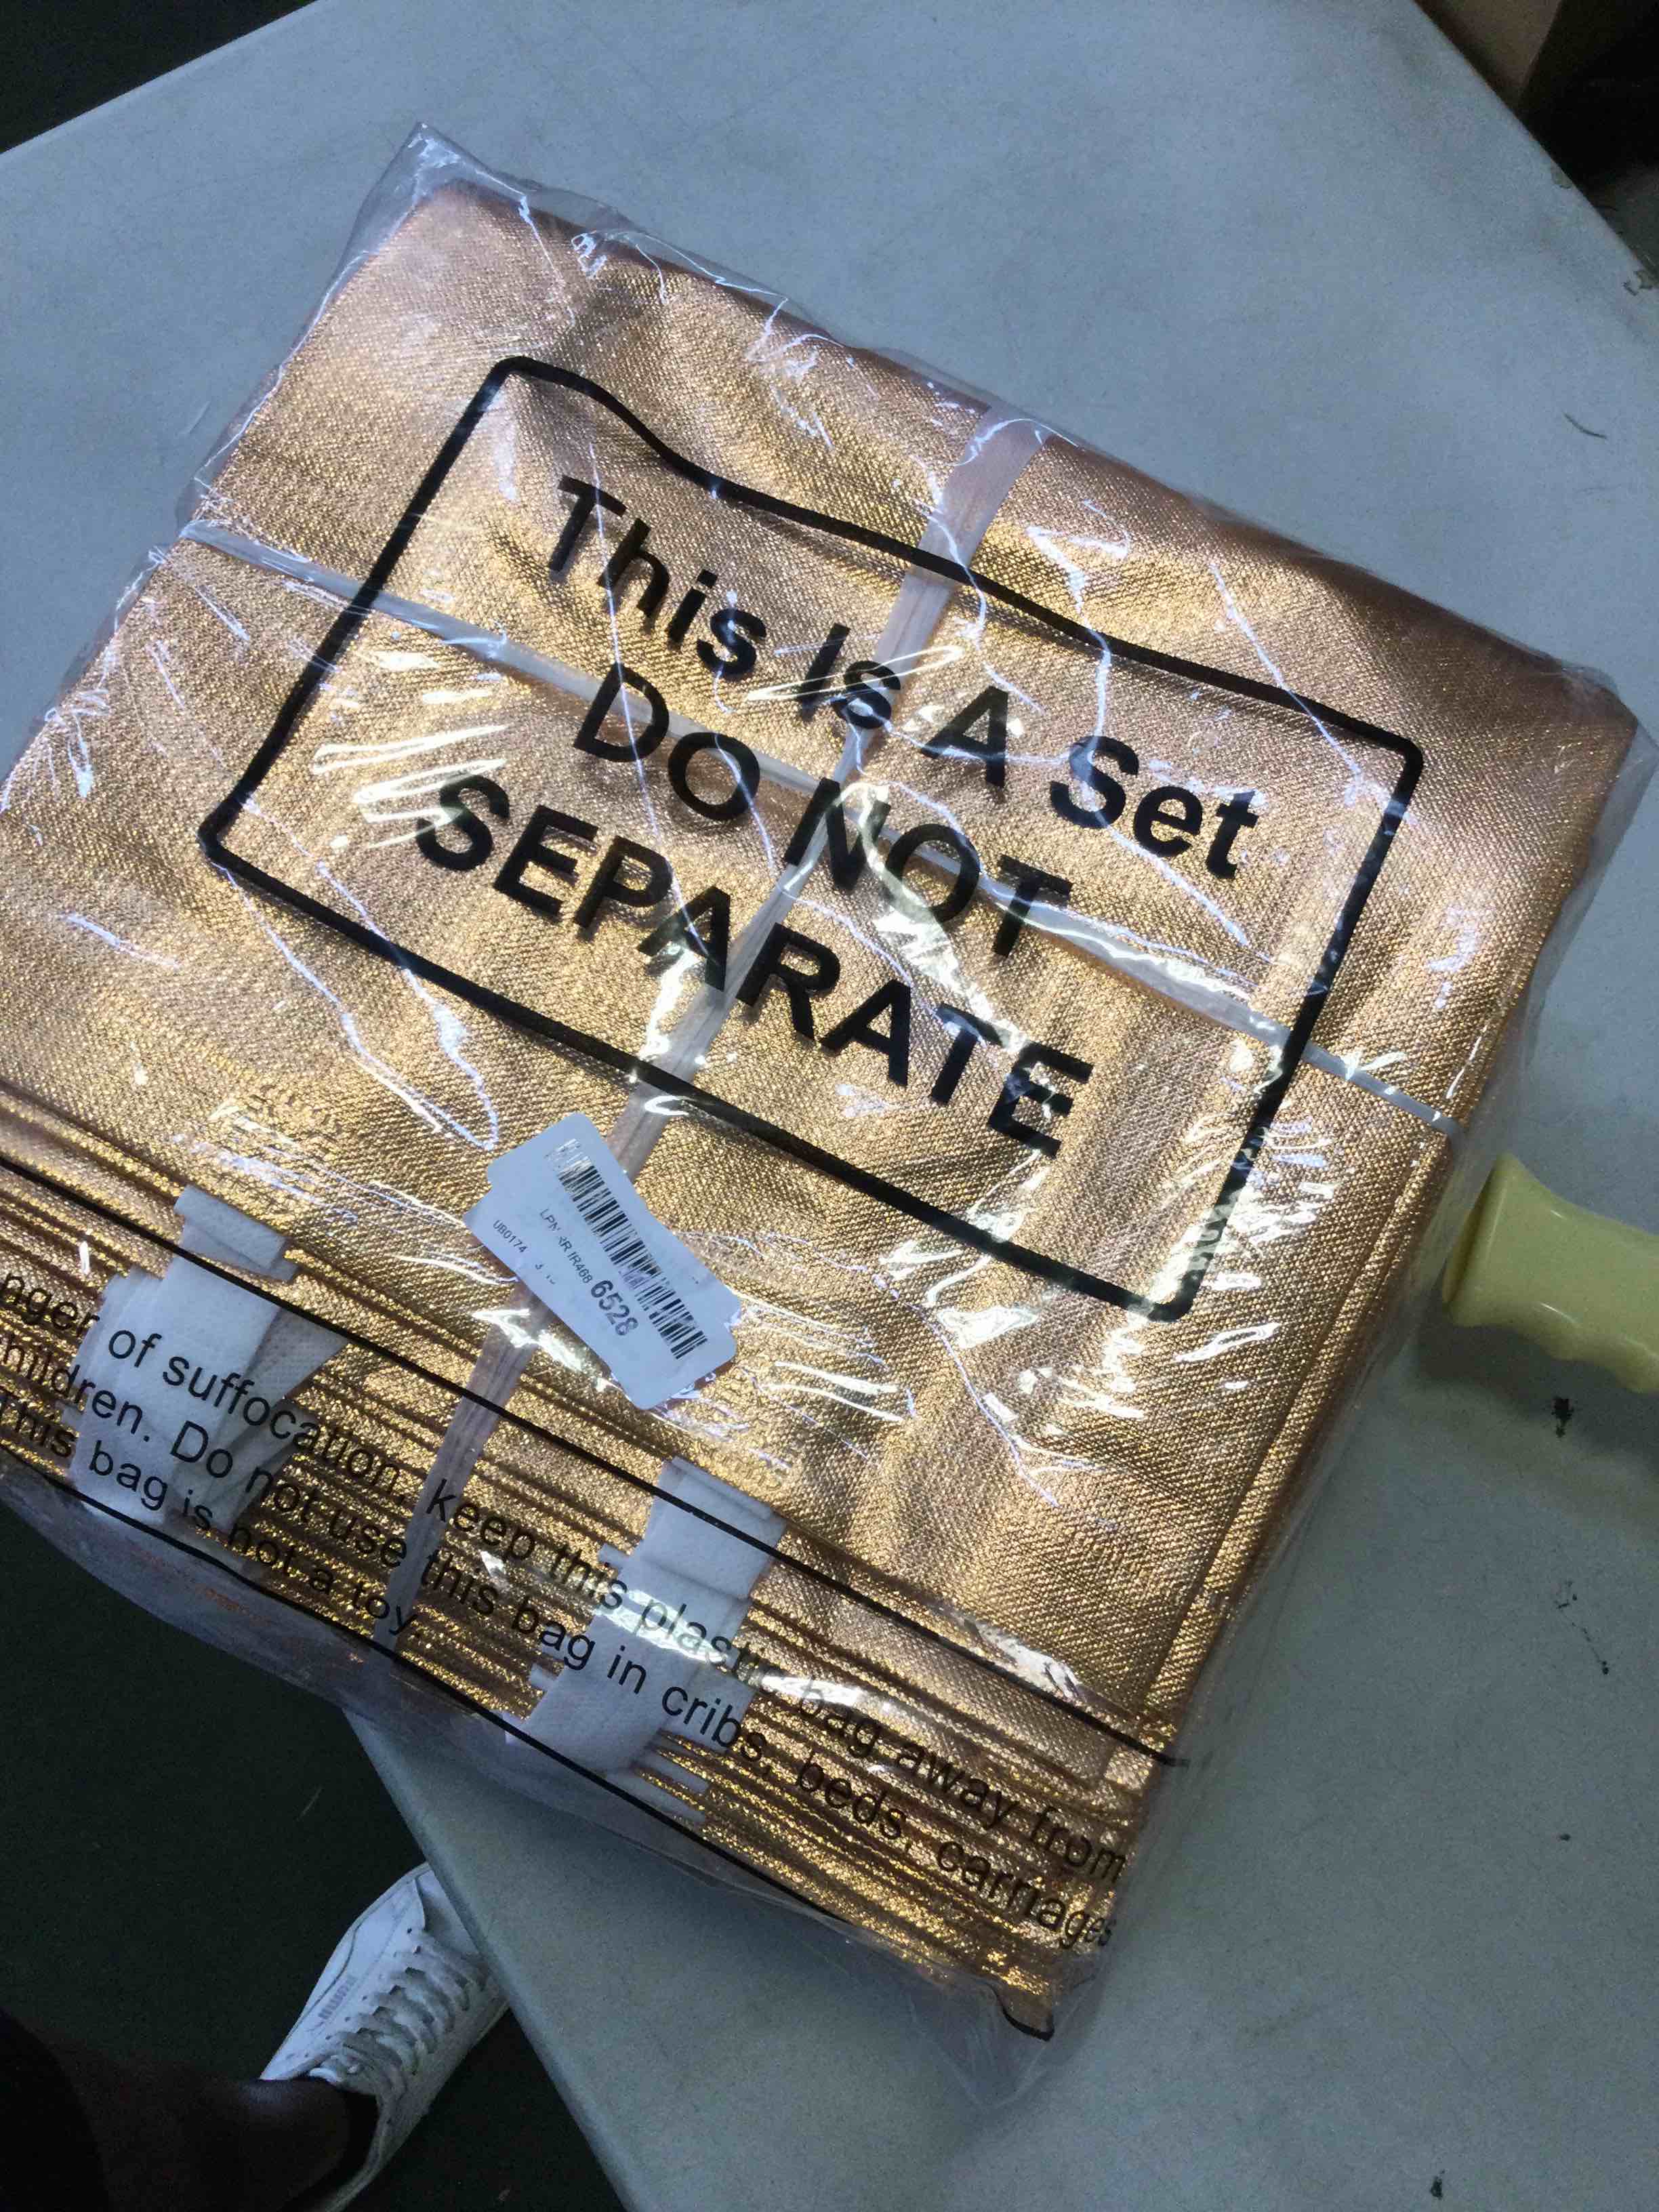 This Is A Set
DO NOT
SEPARATE
6528
UB0174
of suffocation, keep this plastic bag away from
children. Do not use this bag in cribs, beds, carriages
This bag is not a toy